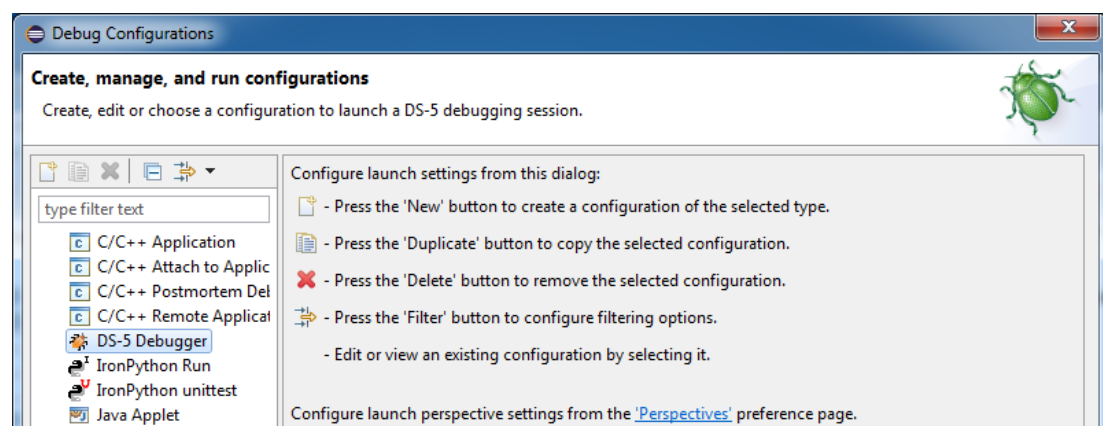 Debug Configurations
Create, manage, and run configurations
Create, edit or choose a configuration to launch a DS-5 debugging session.
type filter text
C/C++ Application
C/C++ Attach to Applic
C/C++ Postmortem Del
C/C++ Remote Applicat
DS-5 Debugger
IronPython Run
IronPython unittest
Java Applet
Configure launch settings from this dialog:
- Press the 'New' button to create a configuration of the selected type.
- Press the 'Duplicate' button to copy the selected configuration.
- Press the 'Delete' button to remove the selected configuration.
- Press the 'Filter' button to configure filtering options.
- Edit or view an existing configuration by selecting it.
Configure launch perspective settings from the 'Perspectives' preference page.